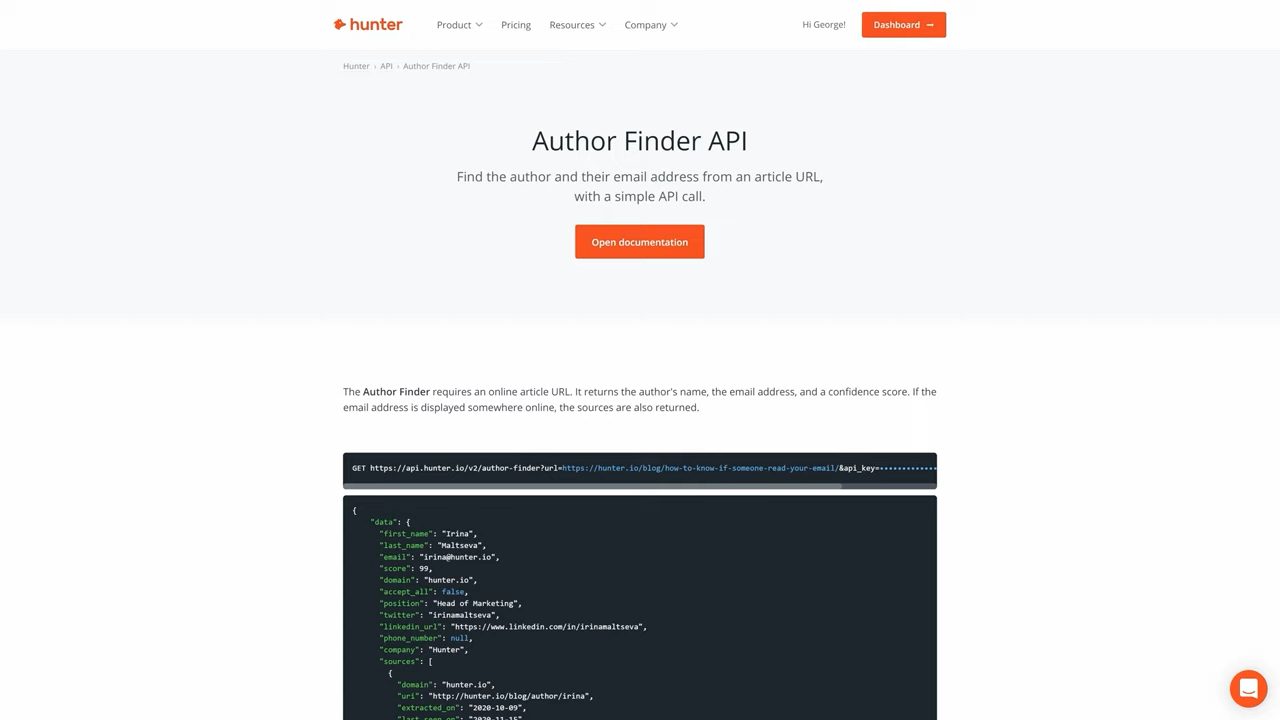 hunter
Product
Pricing
Resources
Company
Hi George!
Dashboard →
Hunter › API › Author Finder API
Author Finder API
Find the author and their email address from an article URL,
with a simple API call.
Open documentation
The Author Finder requires an online article URL. It returns the author's name, the email address, and a confidence score. If the
email address is displayed somewhere online, the sources are also returned.
GET https://api.hunter.io/v2/author-finder?url=https://hunter.io/blog/how-to-know-if-someone-read-your-email/&api_key=•••••••••••••
{
"data": {
"first_name": "Irina",
"last_name": "Maltseva",
"email": "irina@hunter.io",
"score": 99,
"domain": "hunter.io",
"accept_all": false,
"position": "Head of Marketing",
"twitter": "irinamaltseva",
"linkedin_url": "https://www.linkedin.com/in/irinamaltseva",
"phone_number": null,
"company": "Hunter",
"sources": [
{
"domain": "hunter.io",
"uri": "http://hunter.io/blog/author/irina",
"extracted_on": "2020-10-09",
"last_seen_on": "2020-11-15",